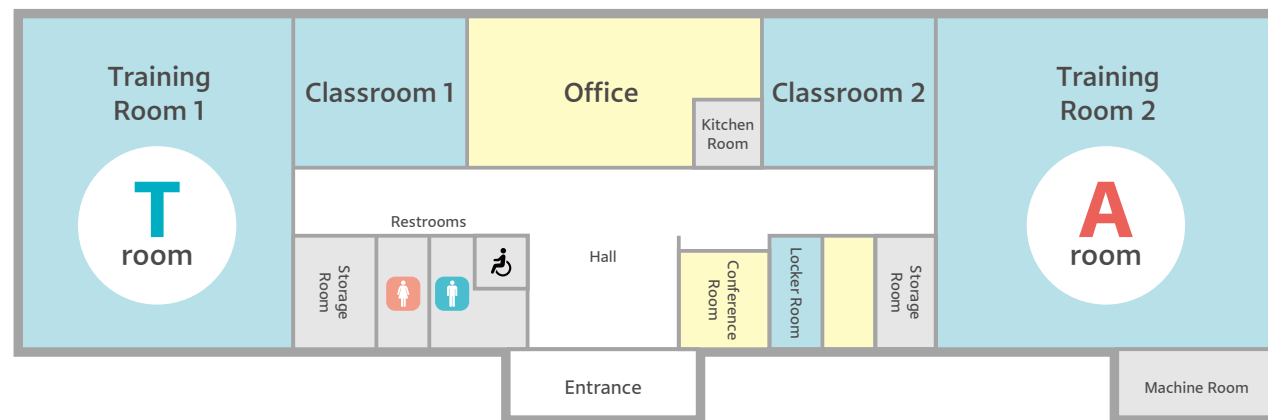 Training
Room 1
T
room
Classroom 1
Office
Kitchen
Room
Classroom 2
Training
Room 2
A
room
Restrooms
Storage
Room
Hall
Conference
Room
Locker Room
Storage
Room
Entrance
Machine Room